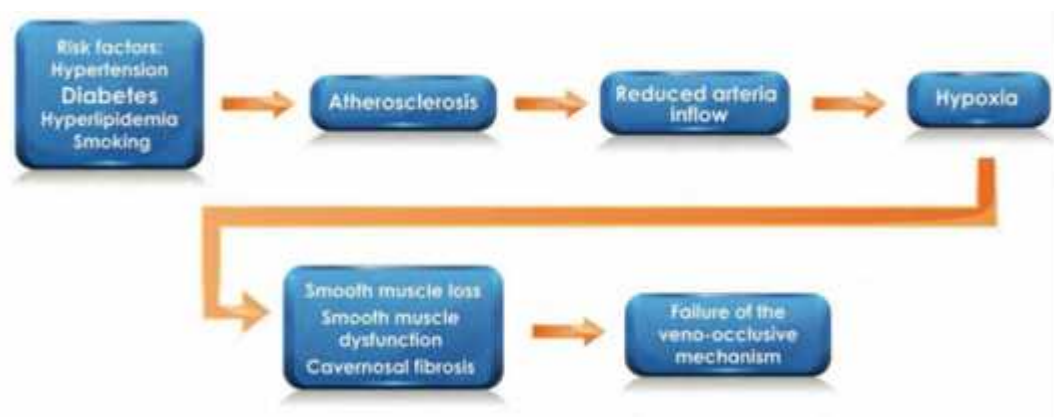 Risk factors:
Hypertension
Diabetes
Hyperlipidemia
Smoking
Atherosclerosis
Reduced arteria
inflow
Hypoxia
Smooth muscle loss
Smooth muscle
dysfunction
Cavernosal fibrosis
Failure of the
veno-occlusive
mechanism